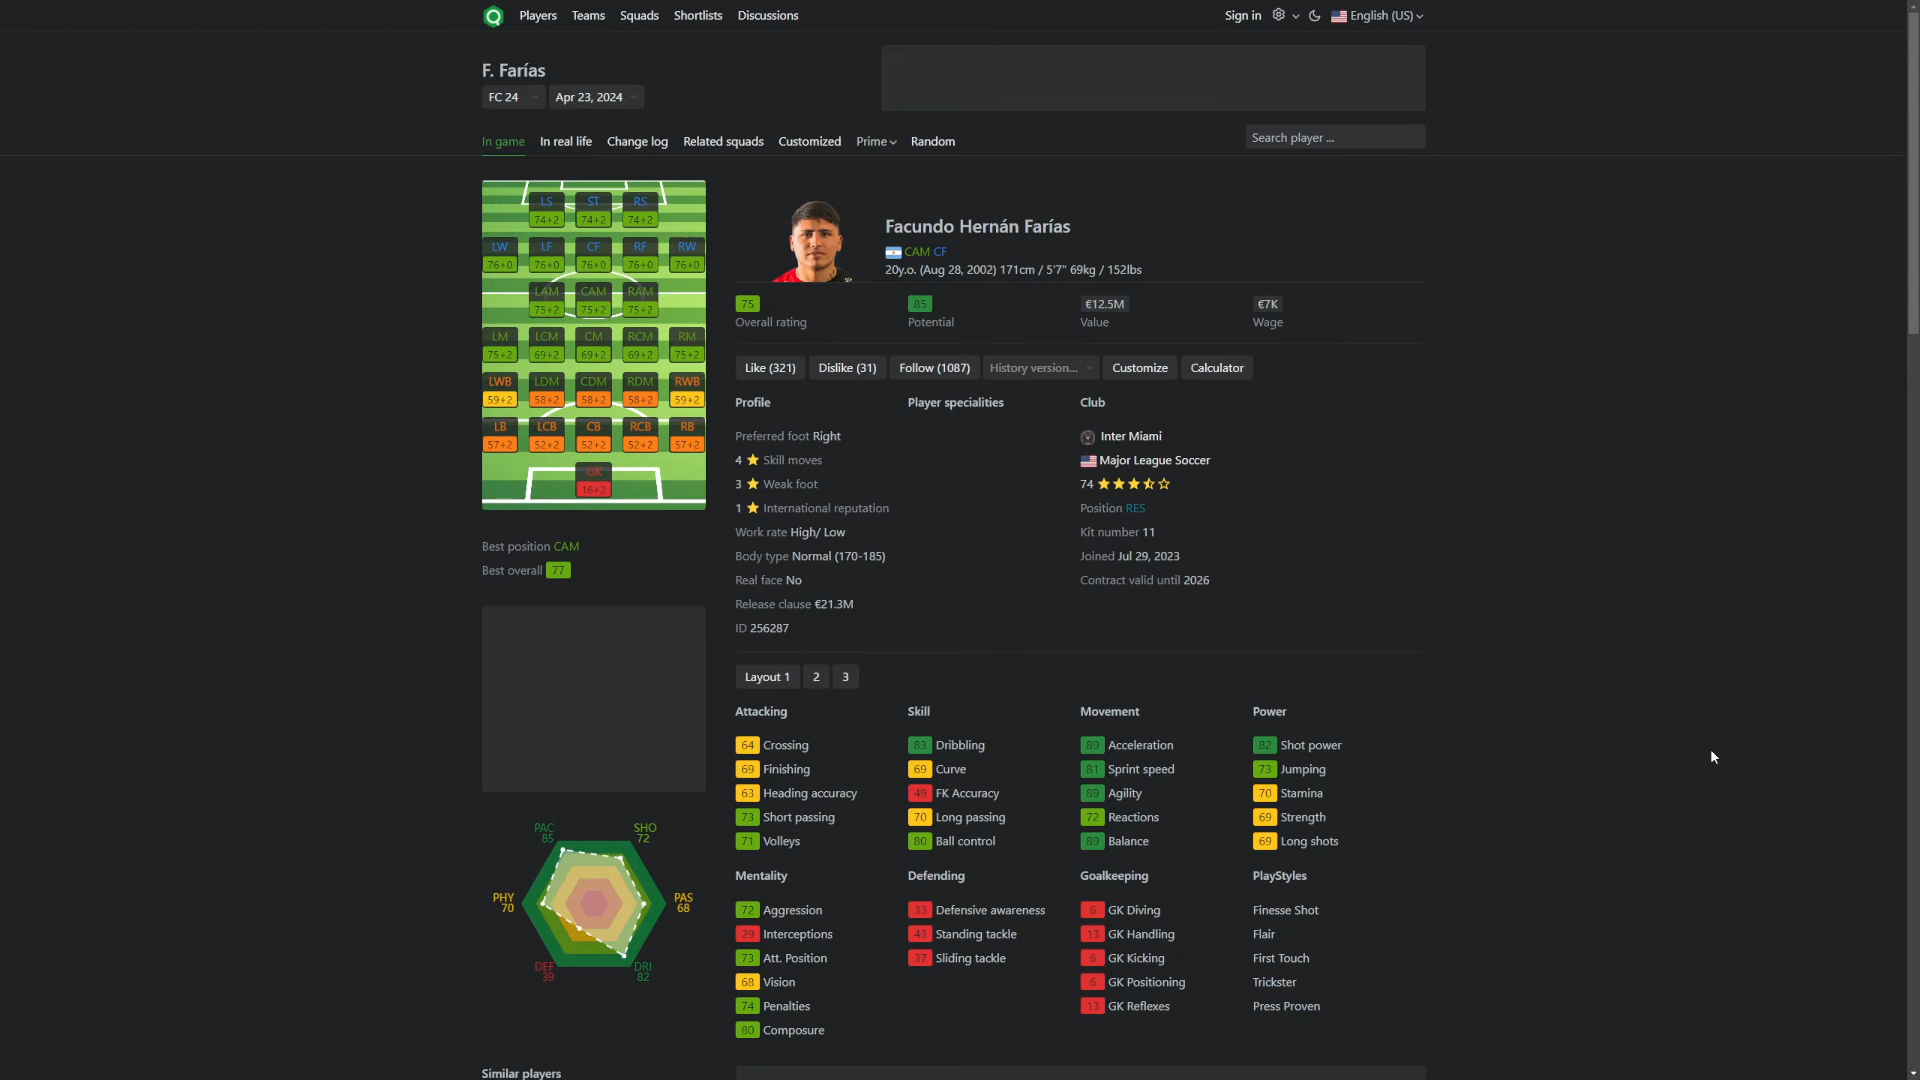 Players Teams Squads Shortlists Discussions Sign in English (US)
F. Farías
FC 24 Apr 23, 2024
In game In real life Change log Related squads Customized Prime Random Search player ...
LS ST RS
74+2 74+2 74+2
LW LF CF RF RW
76+0 76+0 76+0 76+0 76+0
LAM CAM RAM
75+2 75+2 75+2
LM LCM CM RCM RM
75+2 69+2 69+2 69+2 75+2
LWB LDM CDM RDM RWB
59+2 58+2 58+2 58+2 59+2
LB LCB CB RCB RB
57+2 52+2 52+2 52+2 57+2
GK
16+2
Best position CAM
Best overall 77
Facundo Hernán Farías
CAM CF
20y.o. (Aug 28, 2002) 171cm / 5'7" 69kg / 152lbs
75 85 €12.5M €7K
Overall rating Potential Value Wage
Like (321) Dislike (31) Follow (1087) History version... Customize Calculator
Profile
Preferred foot Right
4 Skill moves
3 Weak foot
1 International reputation
Work rate High/ Low
Body type Normal (170-185)
Real face No
Release clause €21.3M
ID 256287
Player specialities
Club
Inter Miami
Major League Soccer
74
Position RES
Kit number 11
Joined Jul 29, 2023
Contract valid until 2026
Layout 1 2 3
Attacking
64 Crossing
69 Finishing
63 Heading accuracy
73 Short passing
71 Volleys
Skill
83 Dribbling
69 Curve
49 FK Accuracy
70 Long passing
80 Ball control
Movement
89 Acceleration
81 Sprint speed
89 Agility
72 Reactions
89 Balance
Power
82 Shot power
73 Jumping
70 Stamina
69 Strength
69 Long shots
Mentality
72 Aggression
29 Interceptions
73 Att. Position
68 Vision
74 Penalties
80 Composure
Defending
33 Defensive awareness
43 Standing tackle
37 Sliding tackle
Goalkeeping
6 GK Diving
13 GK Handling
6 GK Kicking
6 GK Positioning
13 GK Reflexes
PlayStyles
Finesse Shot
Flair
First Touch
Trickster
Press Proven
PAC SHO
85 72
PHY PAS
70 68
DEF DRI
39 82
Similar players